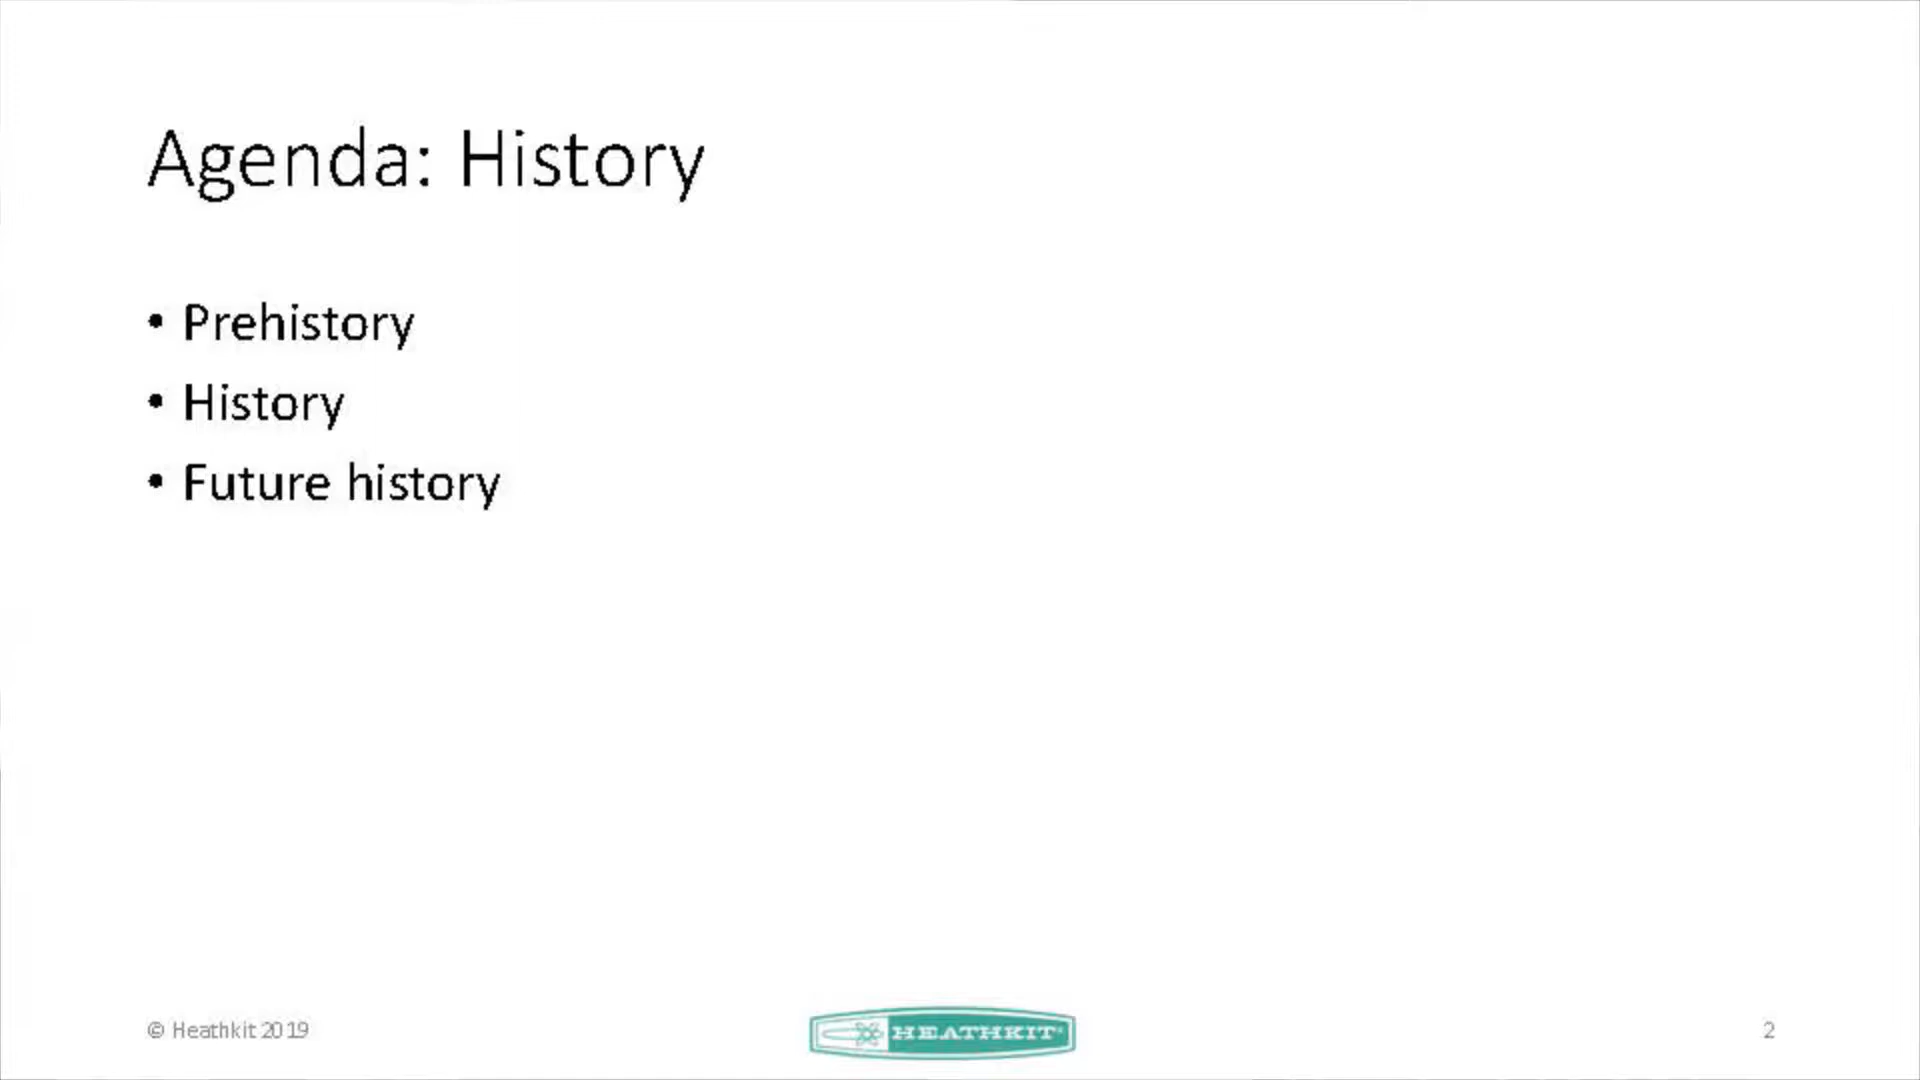 Agenda: History
• Prehistory
• History
• Future history
© Heathkit 2019
HEATHKIT®
2